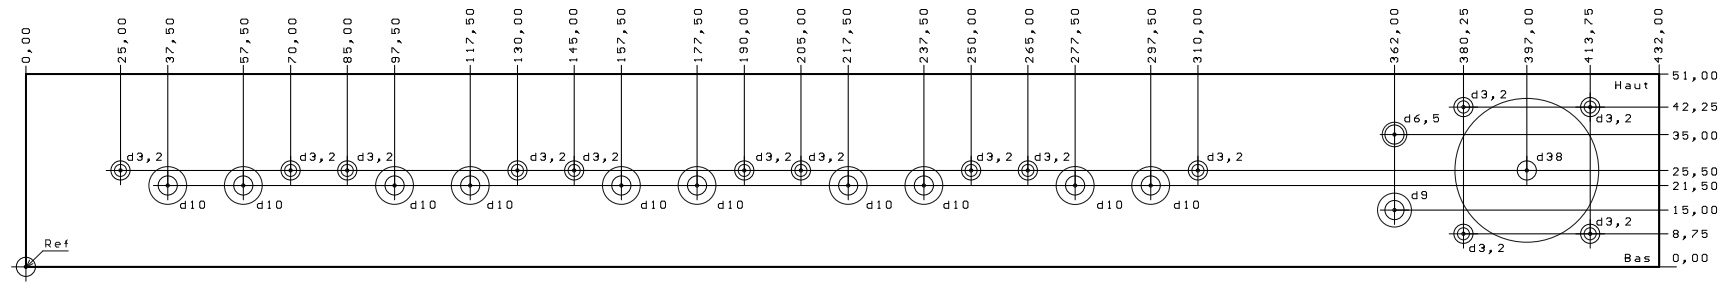 0,00
25,00
37,50
57,50
70,00
85,00
97,50
117,50
130,00
145,00
157,50
177,50
190,00
205,00
217,50
237,50
250,00
265,00
277,50
297,50
310,00
362,00
380,25
397,00
413,75
432,00
51,00
Haut
d3,2
42,25
d6,5
d3,2
35,00
d3,2
d3,2
d3,2
d3,2
d3,2
d3,2
d3,2
d3,2
d3,2
d3,2
d38
25,50
21,50
d10
d10
d10
d10
d10
d10
d10
d10
d10
d10
d9
15,00
d3,2
8,75
Ref
d3,2
Bas
0,00